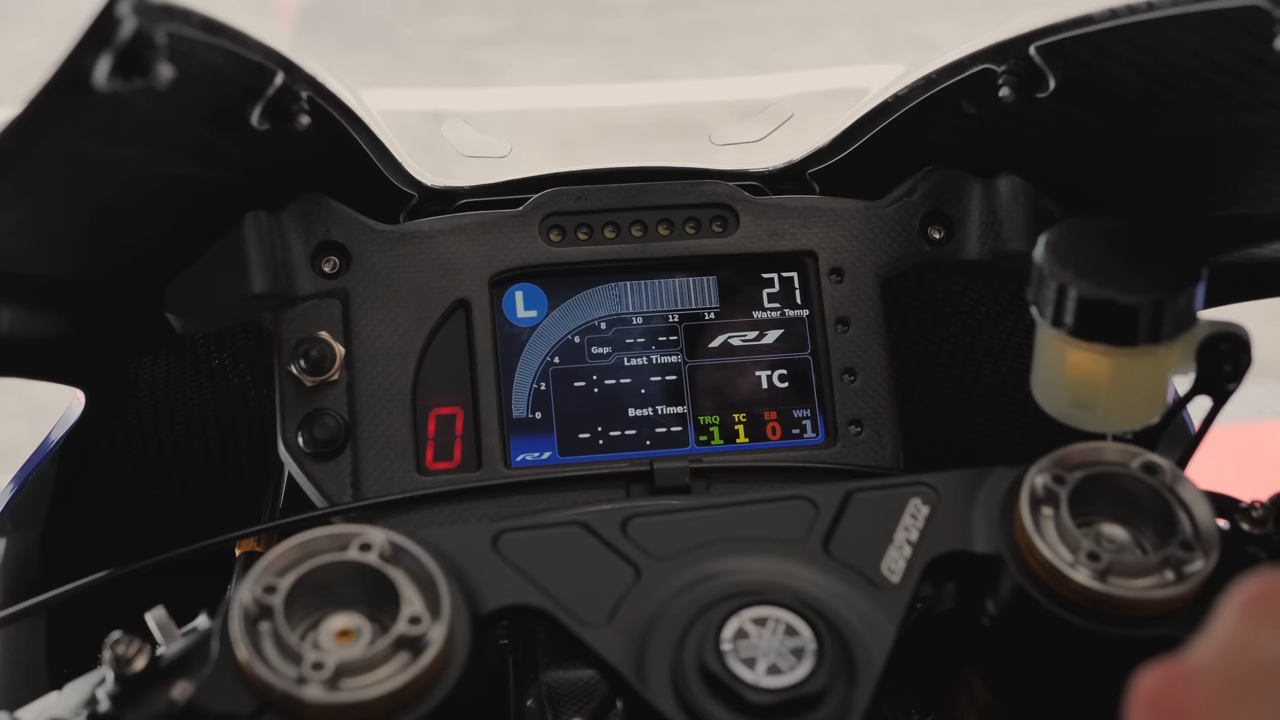 L
27
Water Temp
0 2 4 6 8 10 12 14
Gap: -- --
R1
Last Time:
-:-- --
TC
Best Time:
-:--.--
TRQ TC EB WH
-1 1 0 -1
R1
0
GYTR